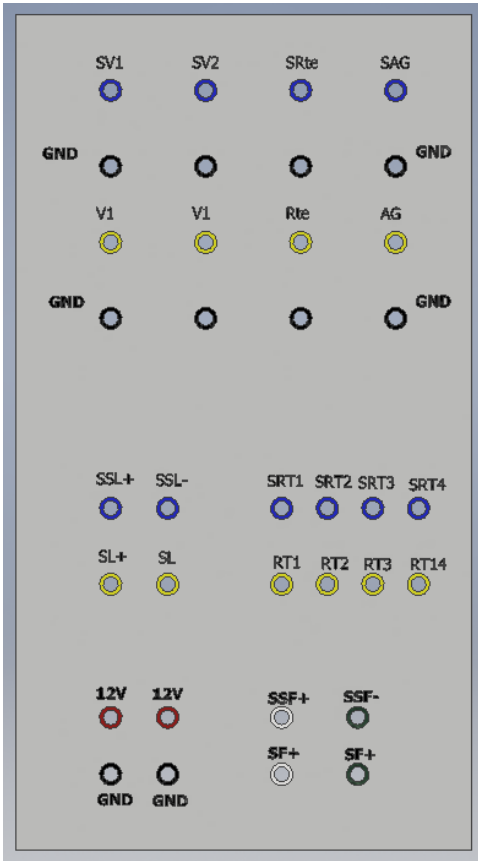 SV1 SV2 SRte SAG
GND GND
V1 V1 Rte AG
GND GND
SSL+ SSL- SRT1 SRT2 SRT3 SRT4
SL+ SL RT1 RT2 RT3 RT14
12V 12V SSF+ SSF-
SF+ SF+
GND GND